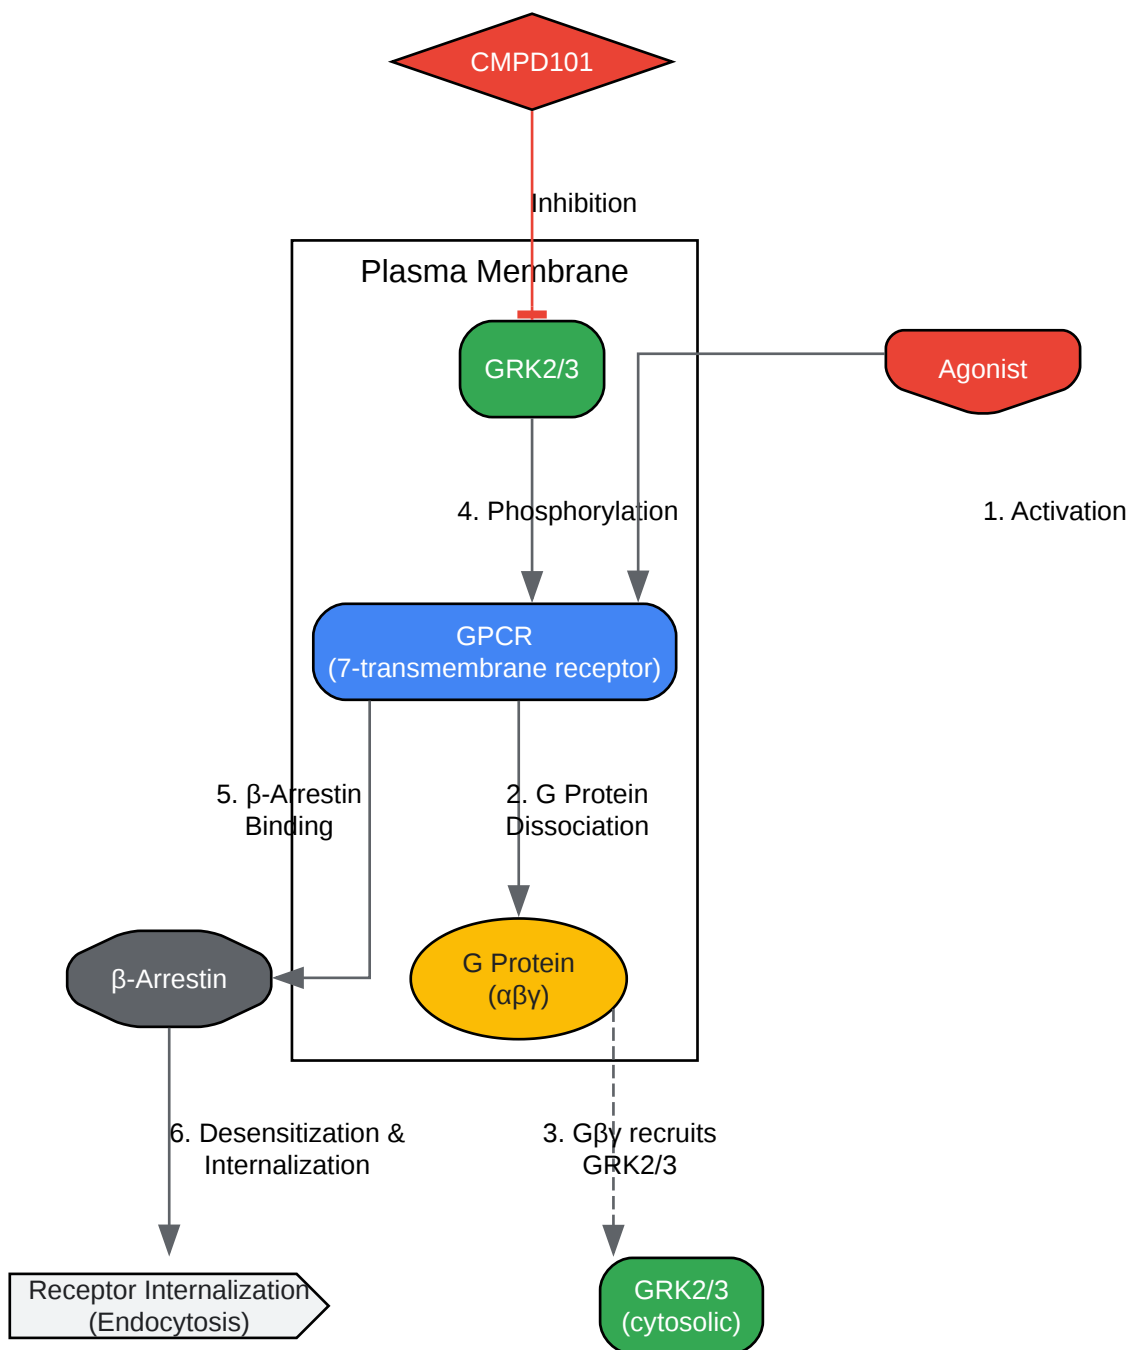 CMPD101
Inhibition
Plasma Membrane
GRK2/3
Agonist
4. Phosphorylation
1. Activation
GPCR
(7-transmembrane receptor)
5. β-Arrestin
Binding
2. G Protein
Dissociation
β-Arrestin
G Protein
(αβγ)
6. Desensitization &
Internalization
3. Gβγ recruits
GRK2/3
Receptor Internalization
(Endocytosis)
GRK2/3
(cytosolic)